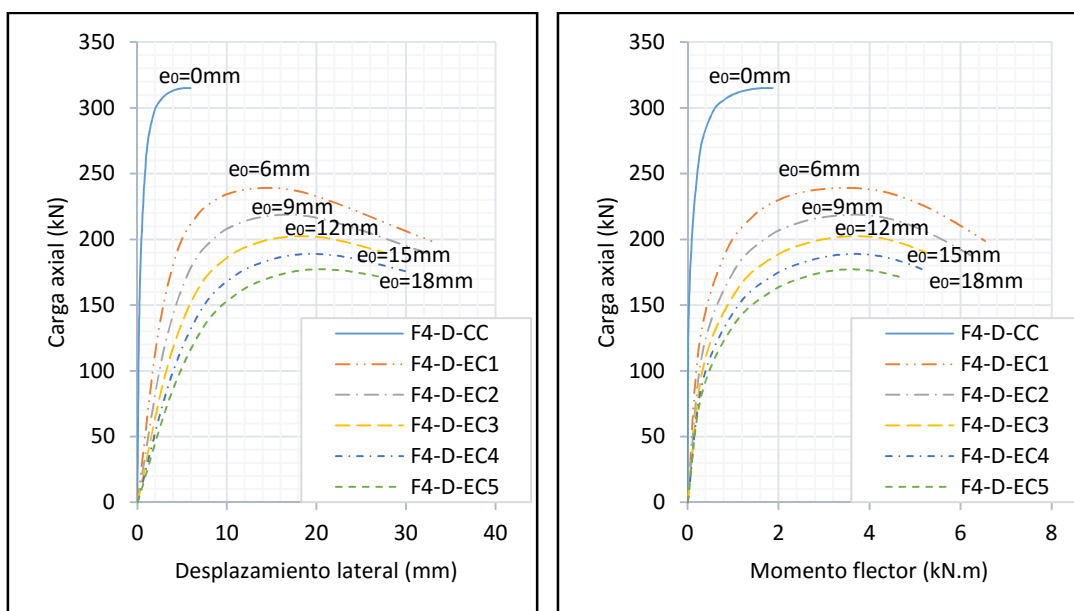 350
300
250
200
150
100
50
0
Carga axial (kN)
e0=0mm
e0=6mm
e0=9mm
e0=12mm
e0=15mm
e0=18mm
F4-D-CC
F4-D-EC1
F4-D-EC2
F4-D-EC3
F4-D-EC4
F4-D-EC5
0 10 20 30 40
Desplazamiento lateral (mm)
350
300
250
200
150
100
50
0
Carga axial (kN)
e0=0mm
e0=6mm
e0=9mm
e0=12mm
e0=15mm
e0=18mm
F4-D-CC
F4-D-EC1
F4-D-EC2
F4-D-EC3
F4-D-EC4
F4-D-EC5
0 2 4 6 8
Momento flector (kN.m)